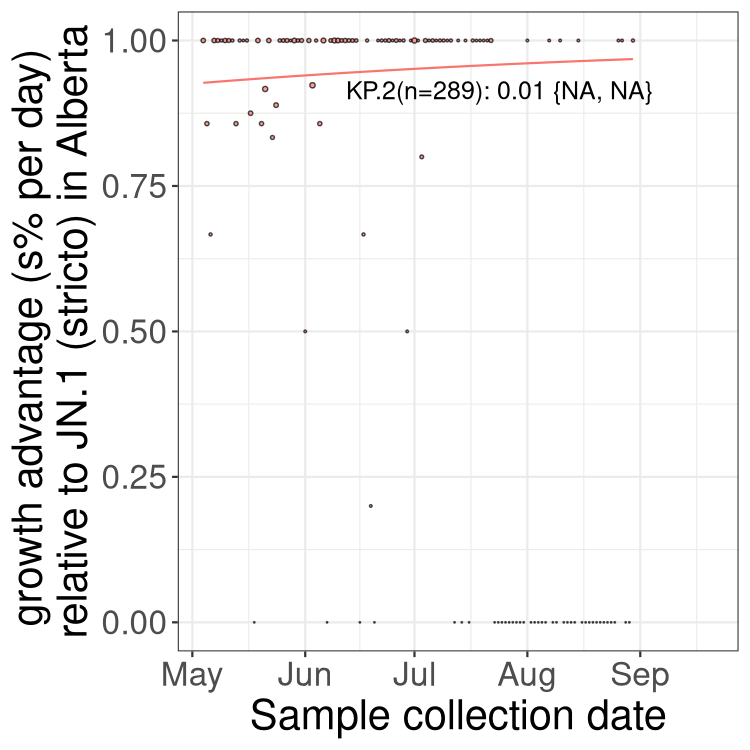 growth advantage (s% per day)
relative to JN.1 (stricto) in Alberta
1.00
0.75
0.50
0.25
0.00
KP.2(n=289): 0.01 {NA, NA}
May Jun Jul Aug Sep
Sample collection date